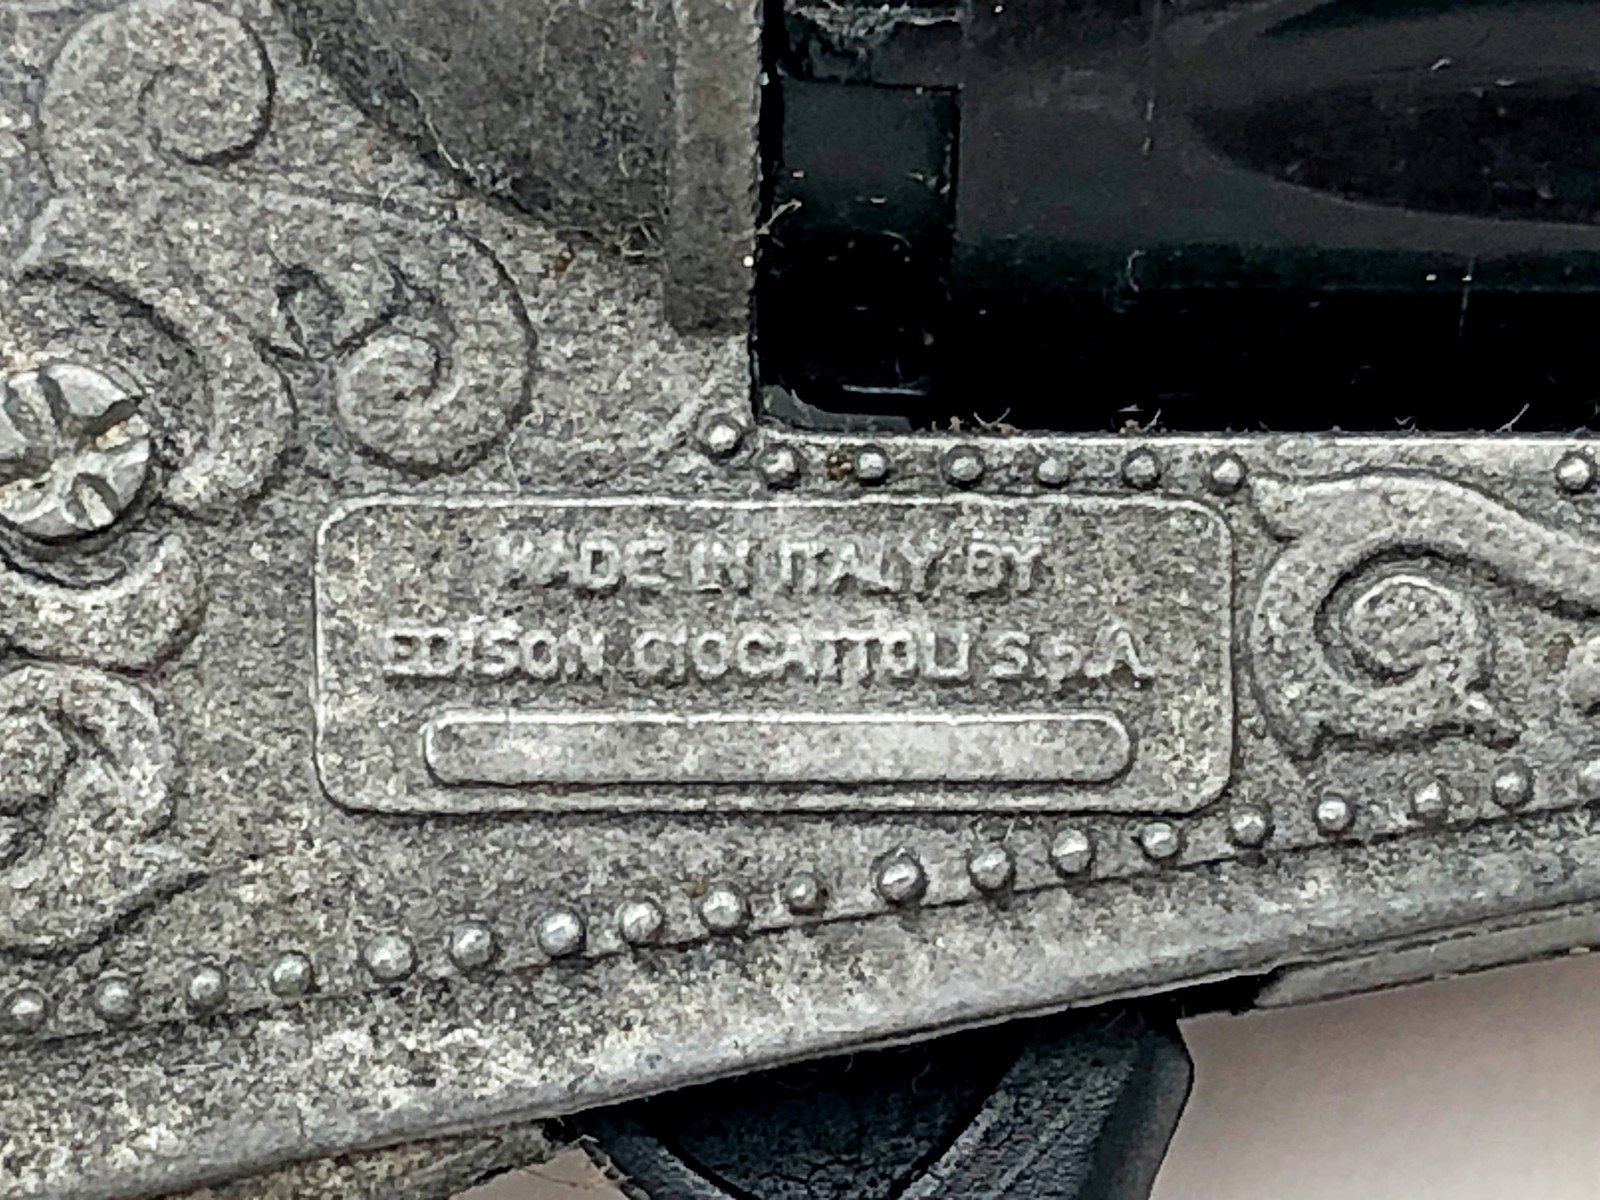 MADE IN ITALY BY
EDISON GIOCATTOLI S.p.A